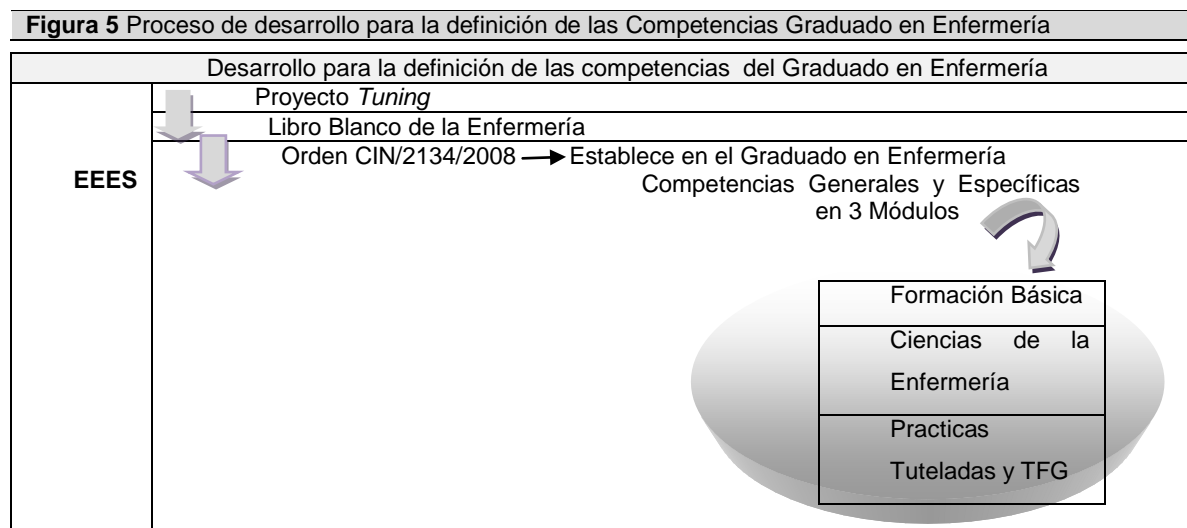 Figura 5 Proceso de desarrollo para la definición de las Competencias Graduado en Enfermería
Desarrollo para la definición de las competencias del Graduado en Enfermería
Proyecto Tuning
Libro Blanco de la Enfermería
Orden CIN/2134/2008 Establece en el Graduado en Enfermería
EEES
Competencias Generales y Específicas
en 3 Módulos
Formación Básica
Ciencias de la
Enfermería
Practicas
Tuteladas y TFG